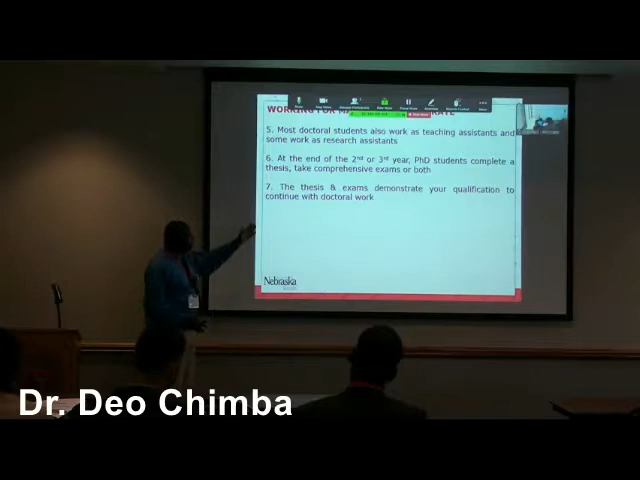 WORKING FOR
5. Most doctoral students also work as teaching assistants and
some work as research assistants
6. At the end of the 2nd or 3rd year, PhD students complete a
thesis, take comprehensive exams or both
7. The thesis & exams demonstrate your qualification to
continue with doctoral work
Nebraska
Dr. Deo Chimba